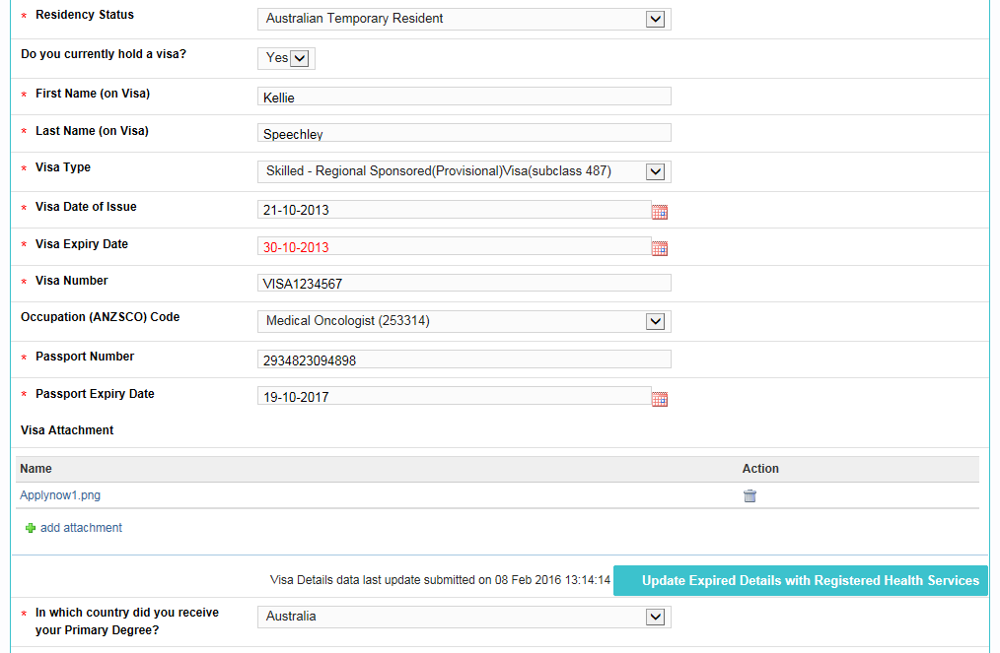 * Residency Status Australian Temporary Resident
Do you currently hold a visa? Yes
* First Name (on Visa) Kellie
* Last Name (on Visa) Speechley
* Visa Type Skilled - Regional Sponsored(Provisional)Visa(subclass 487)
* Visa Date of Issue 21-10-2013
* Visa Expiry Date 30-10-2013
* Visa Number VISA1234567
Occupation (ANZSCO) Code Medical Oncologist (253314)
* Passport Number 2934823094898
* Passport Expiry Date 19-10-2017
Visa Attachment
Name Action
Applynow1.png
add attachment
Visa Details data last update submitted on 08 Feb 2016 13:14:14 Update Expired Details with Registered Health Services
* In which country did you receive Australia
your Primary Degree?